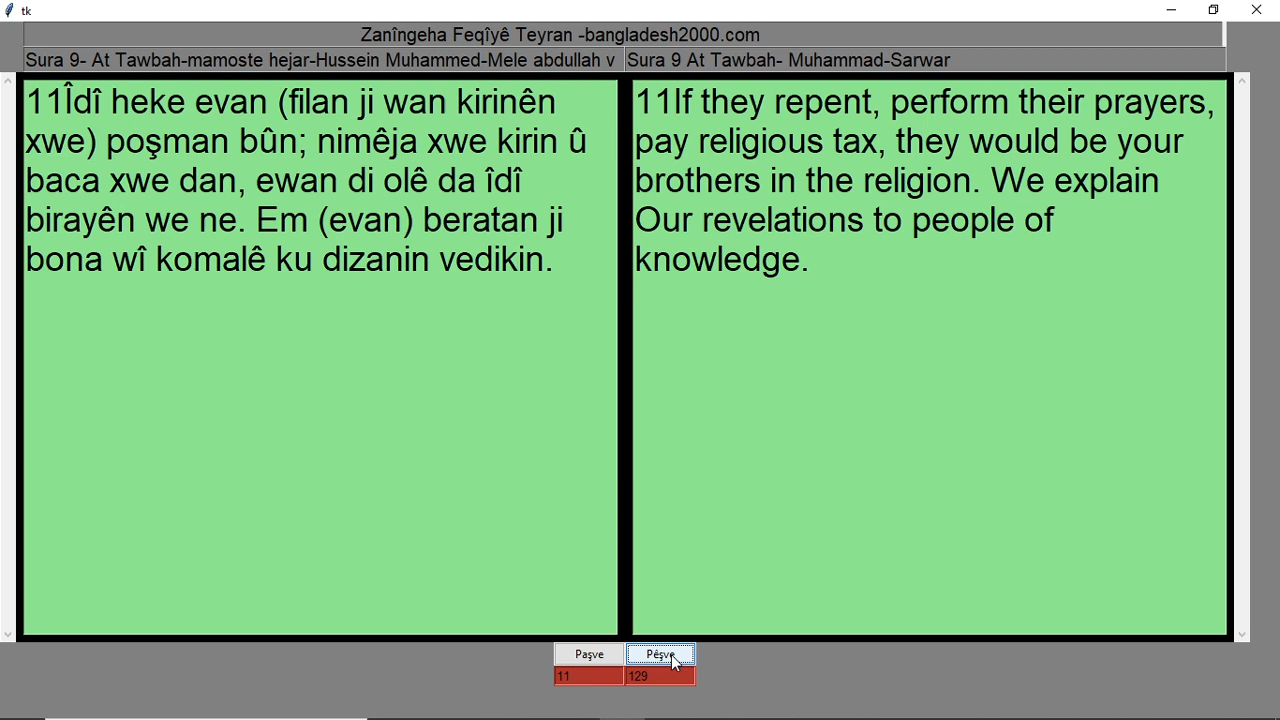 tk
Zanîngeha Feqîyê Teyran -bangladesh2000.com
Sura 9- At Tawbah-mamoste hejar-Hussein Muhammed-Mele abdullah v
Sura 9 At Tawbah- Muhammad-Sarwar
11Îdî heke evan (filan ji wan kirinên
xwe) poşman bûn; nimêja xwe kirin û
baca xwe dan, ewan di olê da îdî
birayên we ne. Em (evan) beratan ji
bona wî komalê ku dizanin vedikin.
11If they repent, perform their prayers,
pay religious tax, they would be your
brothers in the religion. We explain
Our revelations to people of
knowledge.
Paşve
Pêşve
11
129